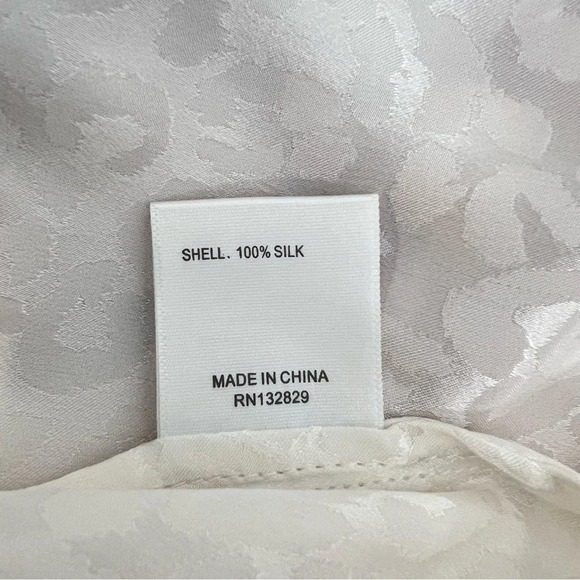 SHELL. 100% SILK
MADE IN CHINA
RN132829